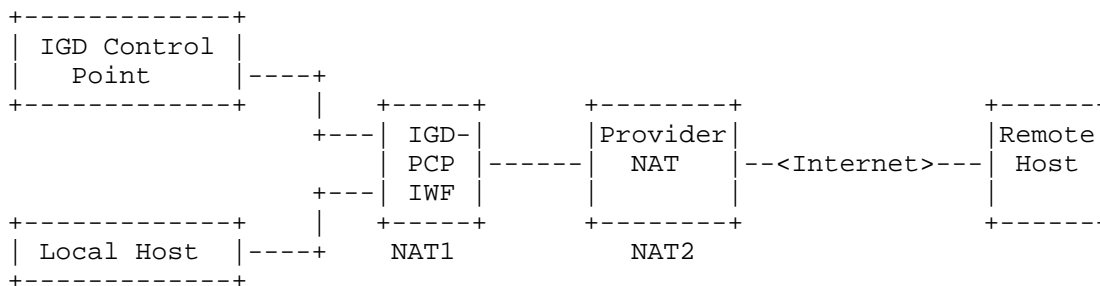 IGD Control
Point
IGD- Provider Remote
PCP NAT --<Internet>--- Host
IWF
Local Host NAT1 NAT2